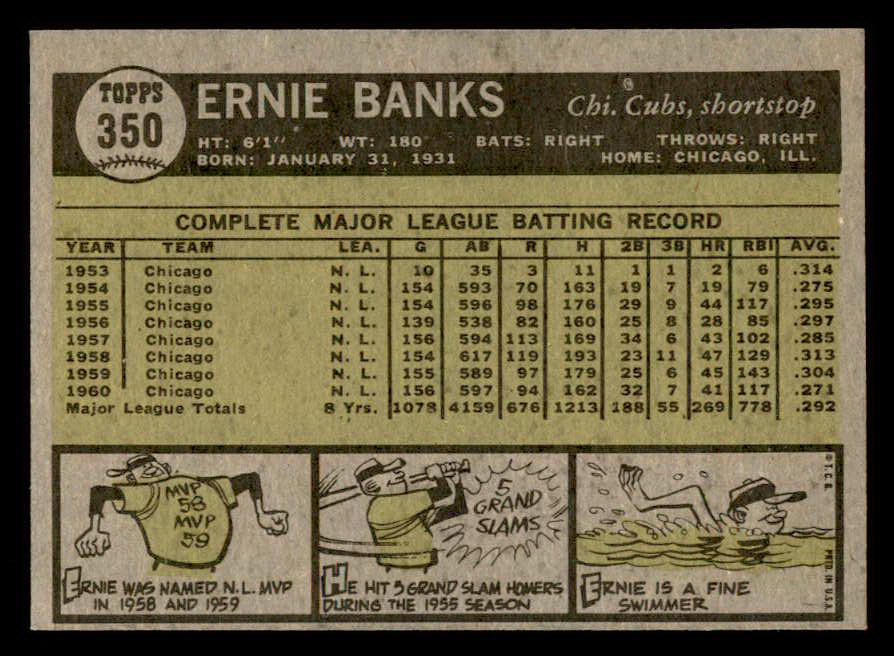 TOPPS
350
ERNIE BANKS
Chi. Cubs, shortstop
HT: 6'1" WT: 180 BATS: RIGHT THROWS: RIGHT
BORN: JANUARY 31, 1931 HOME: CHICAGO, ILL.
COMPLETE MAJOR LEAGUE BATTING RECORD
YEAR TEAM LEA. G AB R H 2B 3B HR RBI AVG.
1953 Chicago N. L. 10 35 3 11 1 1 2 6 .314
1954 Chicago N. L. 154 593 70 163 19 7 19 79 .275
1955 Chicago N. L. 154 596 98 176 29 9 44 117 .295
1956 Chicago N. L. 139 538 82 160 25 8 28 85 .297
1957 Chicago N. L. 156 594 113 169 34 6 43 102 .285
1958 Chicago N. L. 154 617 119 193 23 11 47 129 .313
1959 Chicago N. L. 155 589 97 179 25 6 45 143 .304
1960 Chicago N. L. 156 597 94 162 32 7 41 117 .271
Major League Totals 8 Yrs. 1078 4159 676 1213 188 55 269 778 .292
MVP
58
MVP
59
ERNIE WAS NAMED N.L. MVP
IN 1958 AND 1959
5
GRAND
SLAMS
HE HIT 5 GRAND SLAM HOMERS
DURING THE 1955 SEASON
ERNIE IS A FINE
SWIMMER
© T.C.G. PRTD. IN U.S.A.